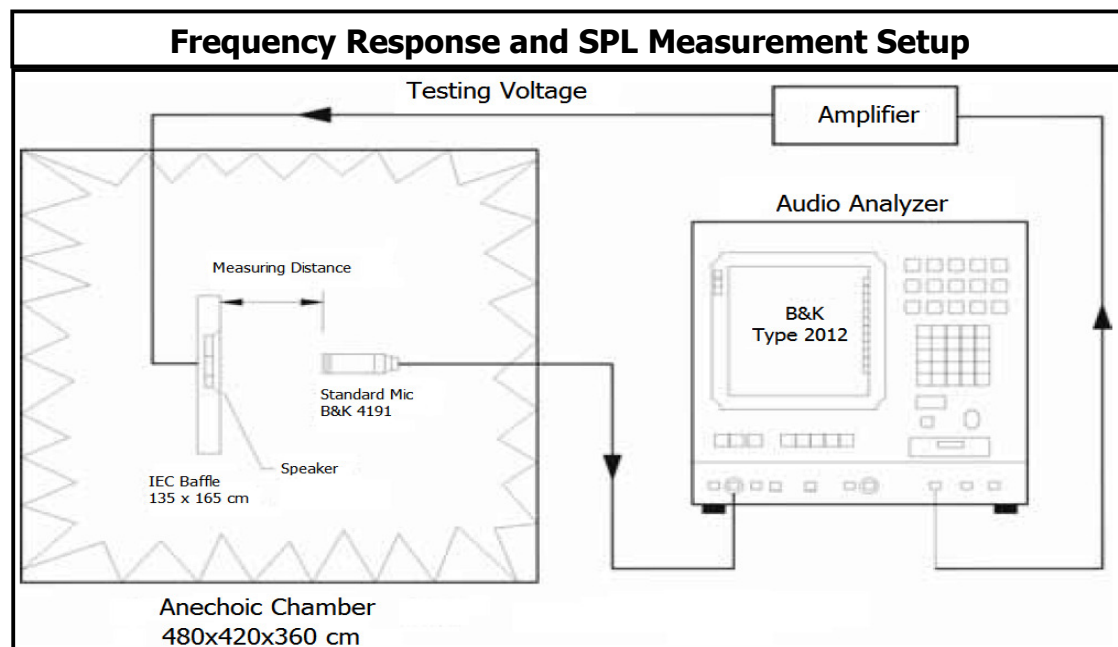 Frequency Response and SPL Measurement Setup
Testing Voltage
Amplifier
Audio Analyzer
Measuring Distance
B&K
Type 2012
Standard Mic
B&K 4191
Speaker
IEC Baffle
135 x 165 cm
Anechoic Chamber
480x420x360 cm